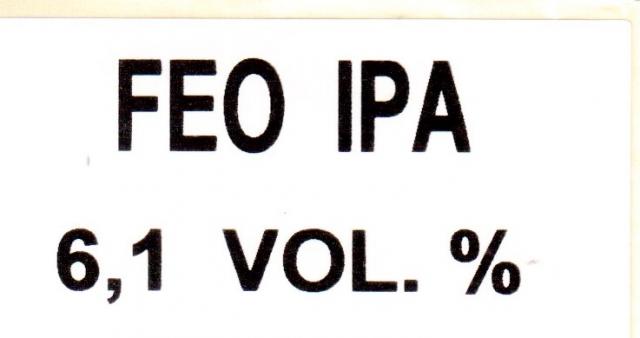 FEO IPA
6,1 VOL. %